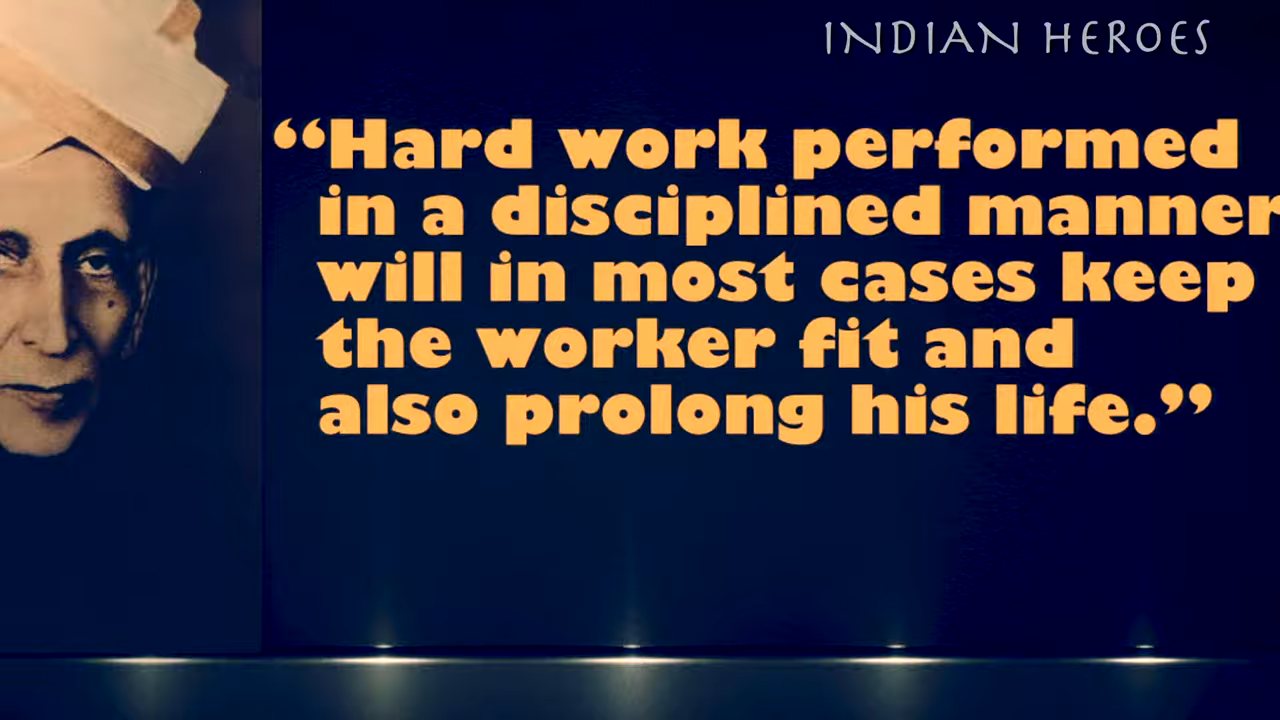 INDIAN HEROES
“Hard work performed
in a disciplined manner
will in most cases keep
the worker fit and
also prolong his life.”